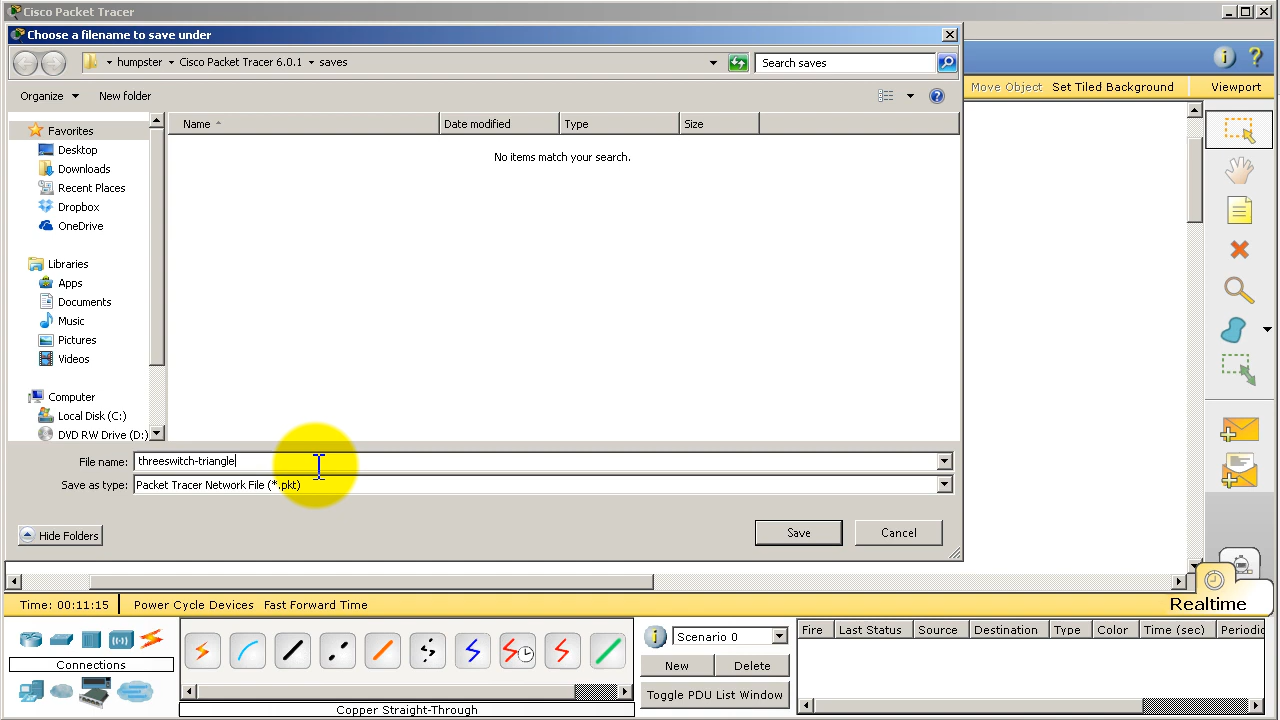 Cisco Packet Tracer
Choose a filename to save under
humpster Cisco Packet Tracer 6.0.1 saves
Search saves
Organize New folder
Move Object Set Tiled Background Viewport
Name Date modified Type Size
No items match your search.
Favorites
Desktop
Downloads
Recent Places
Dropbox
OneDrive
Libraries
Apps
Documents
Music
Pictures
Videos
Computer
Local Disk (C:)
DVD RW Drive (D:)
File name: threeswitch-triangle
Save as type: Packet Tracer Network File (*.pkt)
Hide Folders Save Cancel
Time: 00:11:15 Power Cycle Devices Fast Forward Time Realtime
Connections
Copper Straight-Through
Scenario 0
New Delete
Toggle PDU List Window
Fire Last Status Source Destination Type Color Time (sec) Periodic